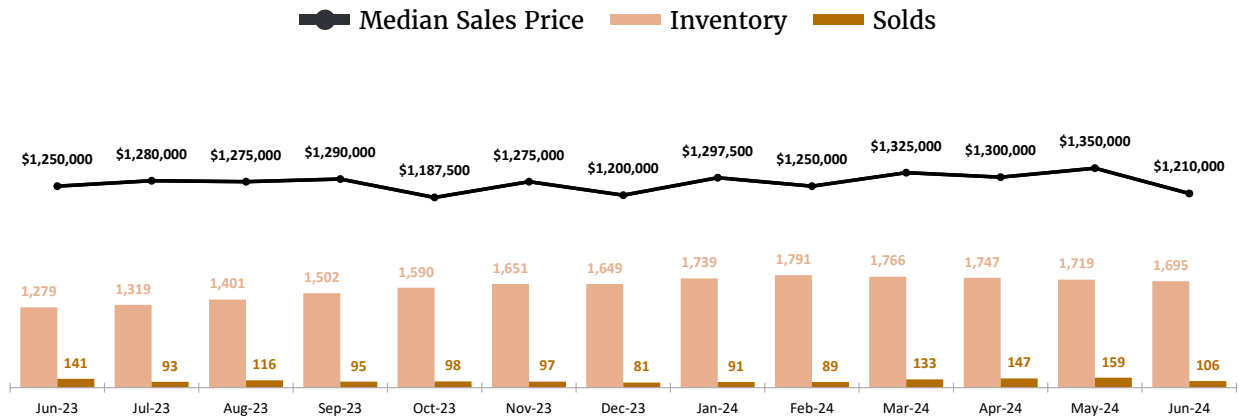 Median Sales Price Inventory Solds
$1,250,000 $1,280,000 $1,275,000 $1,290,000 $1,187,500 $1,275,000 $1,200,000 $1,297,500 $1,250,000 $1,325,000 $1,300,000 $1,350,000 $1,210,000
1,279 1,319 1,401 1,502 1,590 1,651 1,649 1,739 1,791 1,766 1,747 1,719 1,695
141 93 116 95 98 97 81 91 89 133 147 159 106
Jun-23 Jul-23 Aug-23 Sep-23 Oct-23 Nov-23 Dec-23 Jan-24 Feb-24 Mar-24 Apr-24 May-24 Jun-24